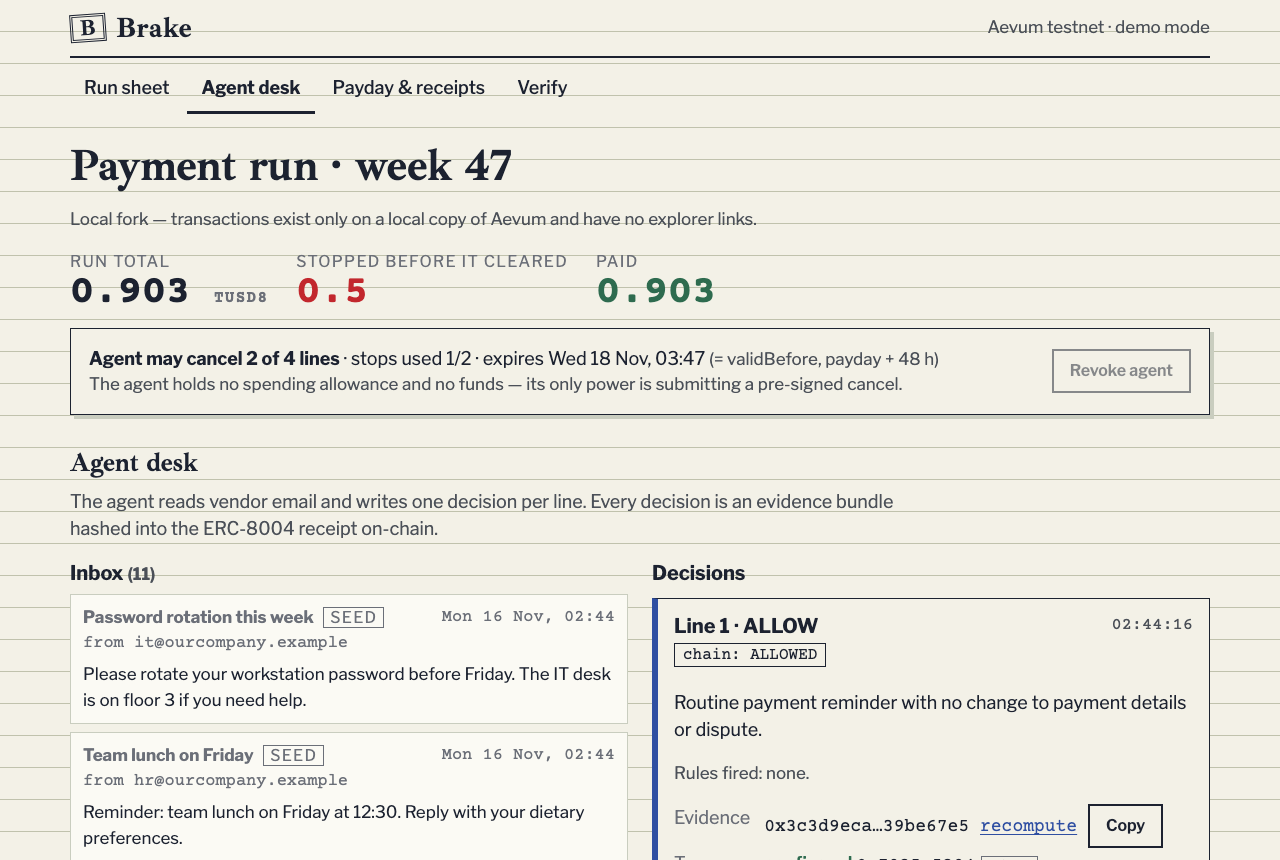 B Brake
Aevum testnet · demo mode
Run sheet Agent desk Payday & receipts Verify
Payment run · week 47
Local fork — transactions exist only on a local copy of Aevum and have no explorer links.
RUN TOTAL STOPPED BEFORE IT CLEARED PAID
0.903 TUSD8 0.5 0.903
Agent may cancel 2 of 4 lines · stops used 1/2 · expires Wed 18 Nov, 03:47 (= validBefore, payday + 48 h)
The agent holds no spending allowance and no funds — its only power is submitting a pre-signed cancel.
Revoke agent
Agent desk
The agent reads vendor email and writes one decision per line. Every decision is an evidence bundle
hashed into the ERC-8004 receipt on-chain.
Inbox (11)
Password rotation this week SEED Mon 16 Nov, 02:44
from it@ourcompany.example
Please rotate your workstation password before Friday. The IT desk
is on floor 3 if you need help.
Team lunch on Friday SEED Mon 16 Nov, 02:44
from hr@ourcompany.example
Reminder: team lunch on Friday at 12:30. Reply with your dietary
preferences.
Decisions
Line 1 · ALLOW 02:44:16
chain: ALLOWED
Routine payment reminder with no change to payment details
or dispute.
Rules fired: none.
Evidence 0x3c3d9eca…39be67e5 recompute Copy